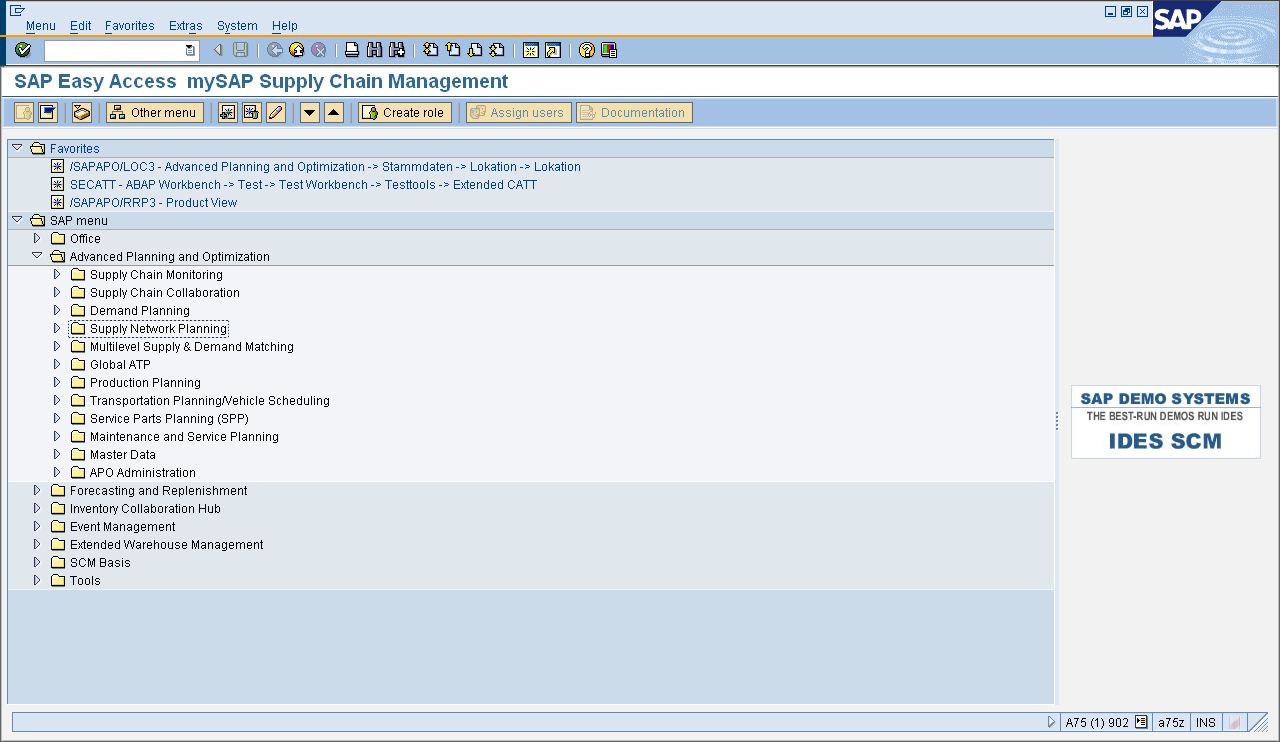 Menu Edit Favorites Extras System Help
SAP
SAP Easy Access mySAP Supply Chain Management
Other menu Create role Assign users Documentation
Favorites
/SAPAPO/LOC3 - Advanced Planning and Optimization -> Stammdaten -> Lokation -> Lokation
SECATT - ABAP Workbench -> Test -> Test Workbench -> Testtools -> Extended CATT
/SAPAPO/RRP3 - Product View
SAP menu
Office
Advanced Planning and Optimization
Supply Chain Monitoring
Supply Chain Collaboration
Demand Planning
Supply Network Planning
Multilevel Supply & Demand Matching
Global ATP
Production Planning
Transportation Planning/Vehicle Scheduling
Service Parts Planning (SPP)
Maintenance and Service Planning
Master Data
APO Administration
Forecasting and Replenishment
Inventory Collaboration Hub
Event Management
Extended Warehouse Management
SCM Basis
Tools
SAP DEMO SYSTEMS
THE BEST-RUN DEMOS RUN IDES
IDES SCM
A75 (1) 902 a75z INS